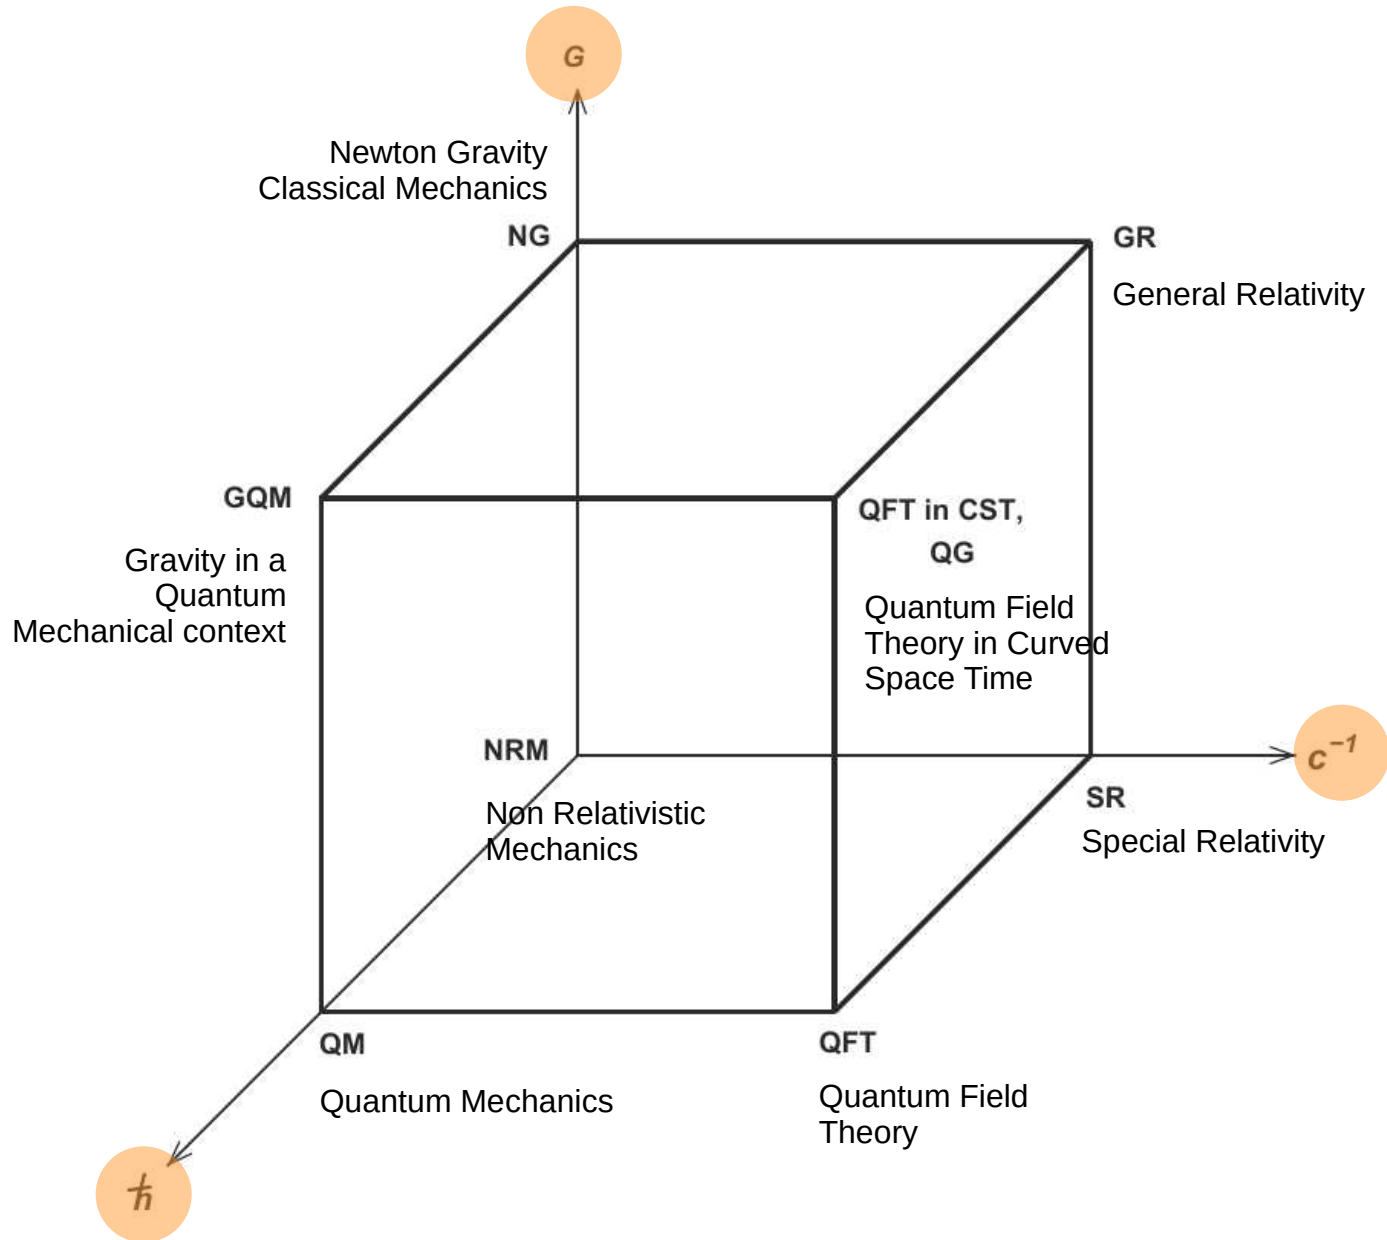 G
Newton Gravity
Classical Mechanics
NG
GR
General Relativity
GQM
QFT in CST,
QG
Gravity in a
Quantum
Mechanical context
Quantum Field
Theory in Curved
Space Time
NRM
c⁻¹
Non Relativistic
Mechanics
SR
Special Relativity
QM
QFT
Quantum Mechanics
Quantum Field
Theory
ℏ